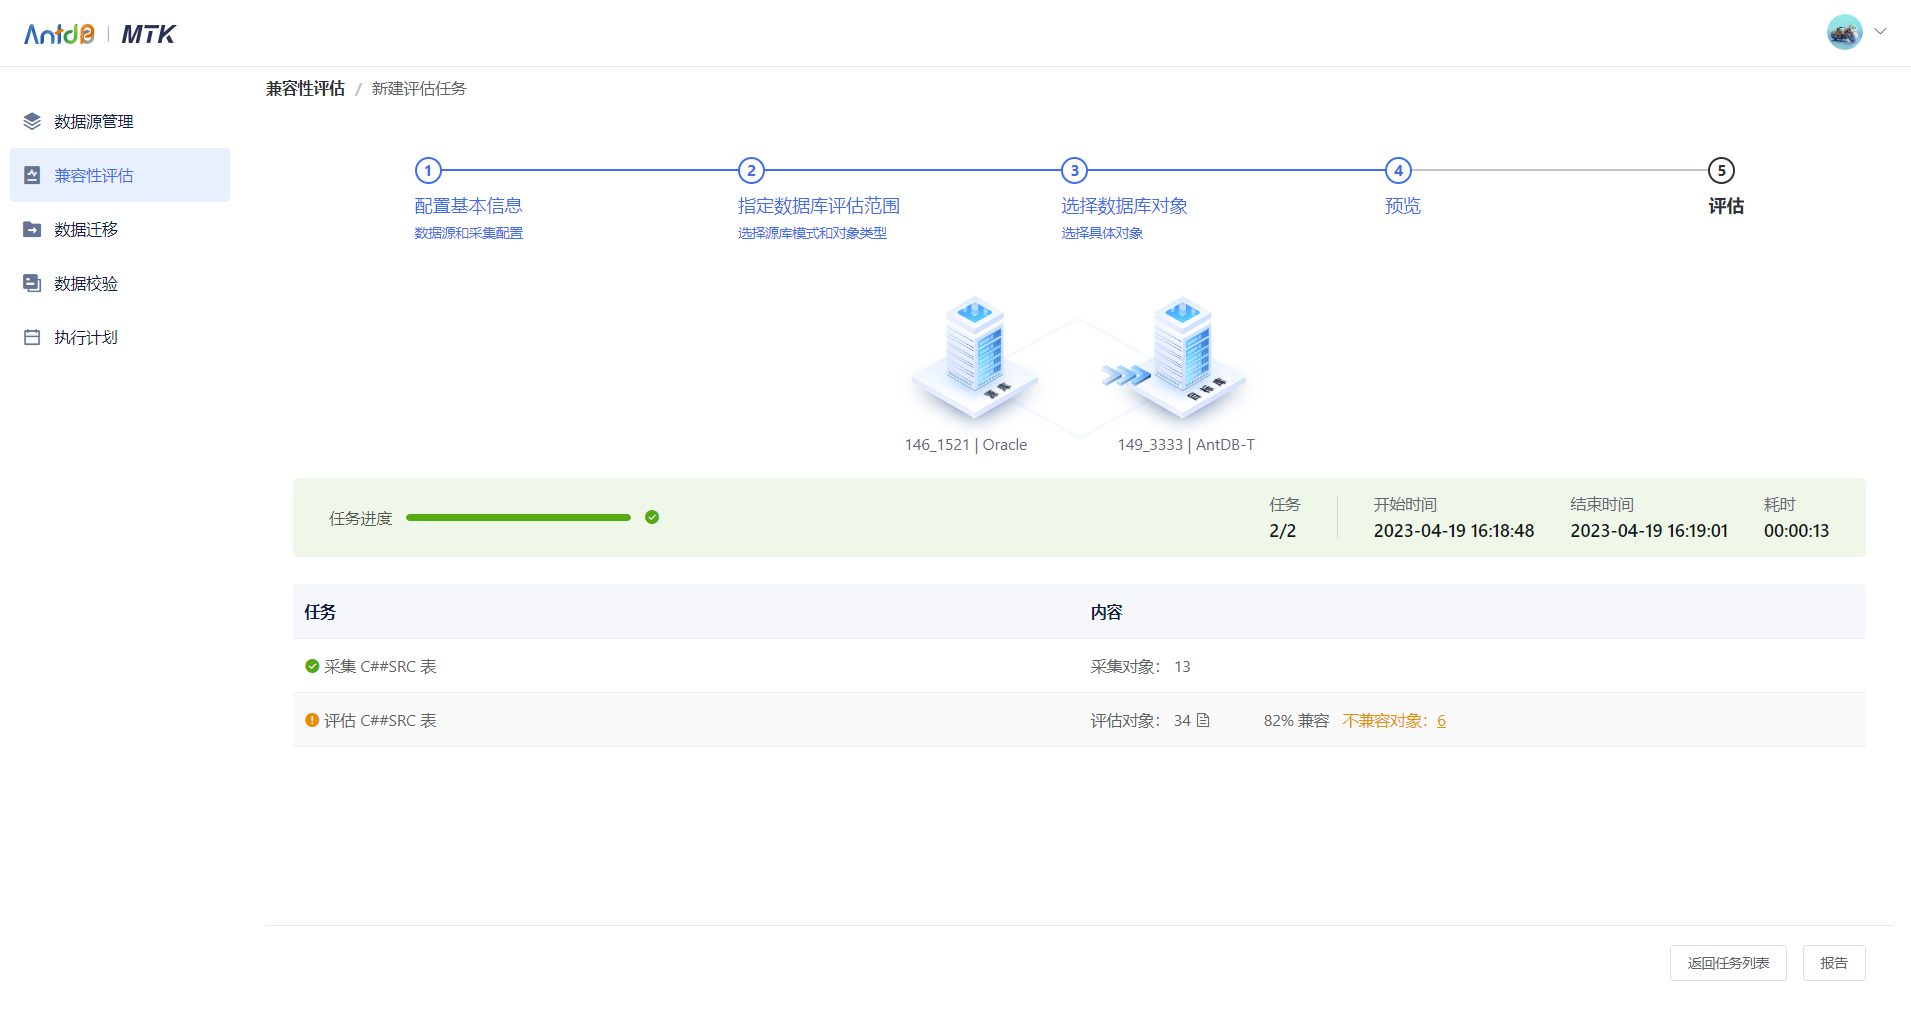 AntdB | MTK
兼容性评估 / 新建评估任务
数据源管理
兼容性评估
数据迁移
数据校验
执行计划
1 2 3 4 5
配置基本信息 指定数据库评估范围 选择数据库对象 预览 评估
数据源和采集配置 选择源库模式和对象类型 选择具体对象
源库 目标库
146_1521 | Oracle 149_3333 | AntDB-T
任务进度
任务 开始时间 结束时间 耗时
2/2 2023-04-19 16:18:48 2023-04-19 16:19:01 00:00:13
任务 内容
采集 C##SRC 表 采集对象： 13
评估 C##SRC 表 评估对象： 34 82% 兼容 不兼容对象： 6
返回任务列表 报告